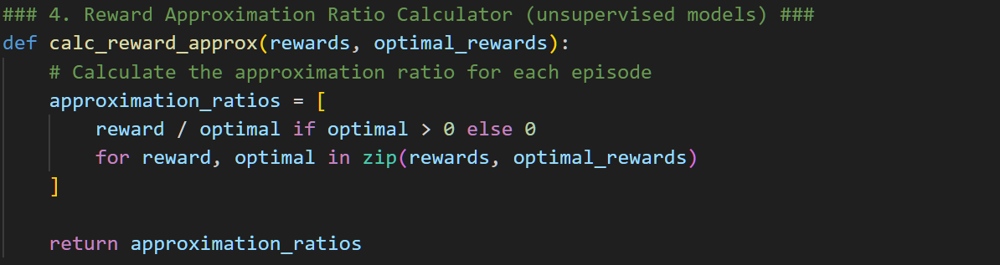 ### 4. Reward Approximation Ratio Calculator (unsupervised models) ###
def calc_reward_approx(rewards, optimal_rewards):
    # Calculate the approximation ratio for each episode
    approximation_ratios = [
        reward / optimal if optimal > 0 else 0
        for reward, optimal in zip(rewards, optimal_rewards)
    ]
    return approximation_ratios